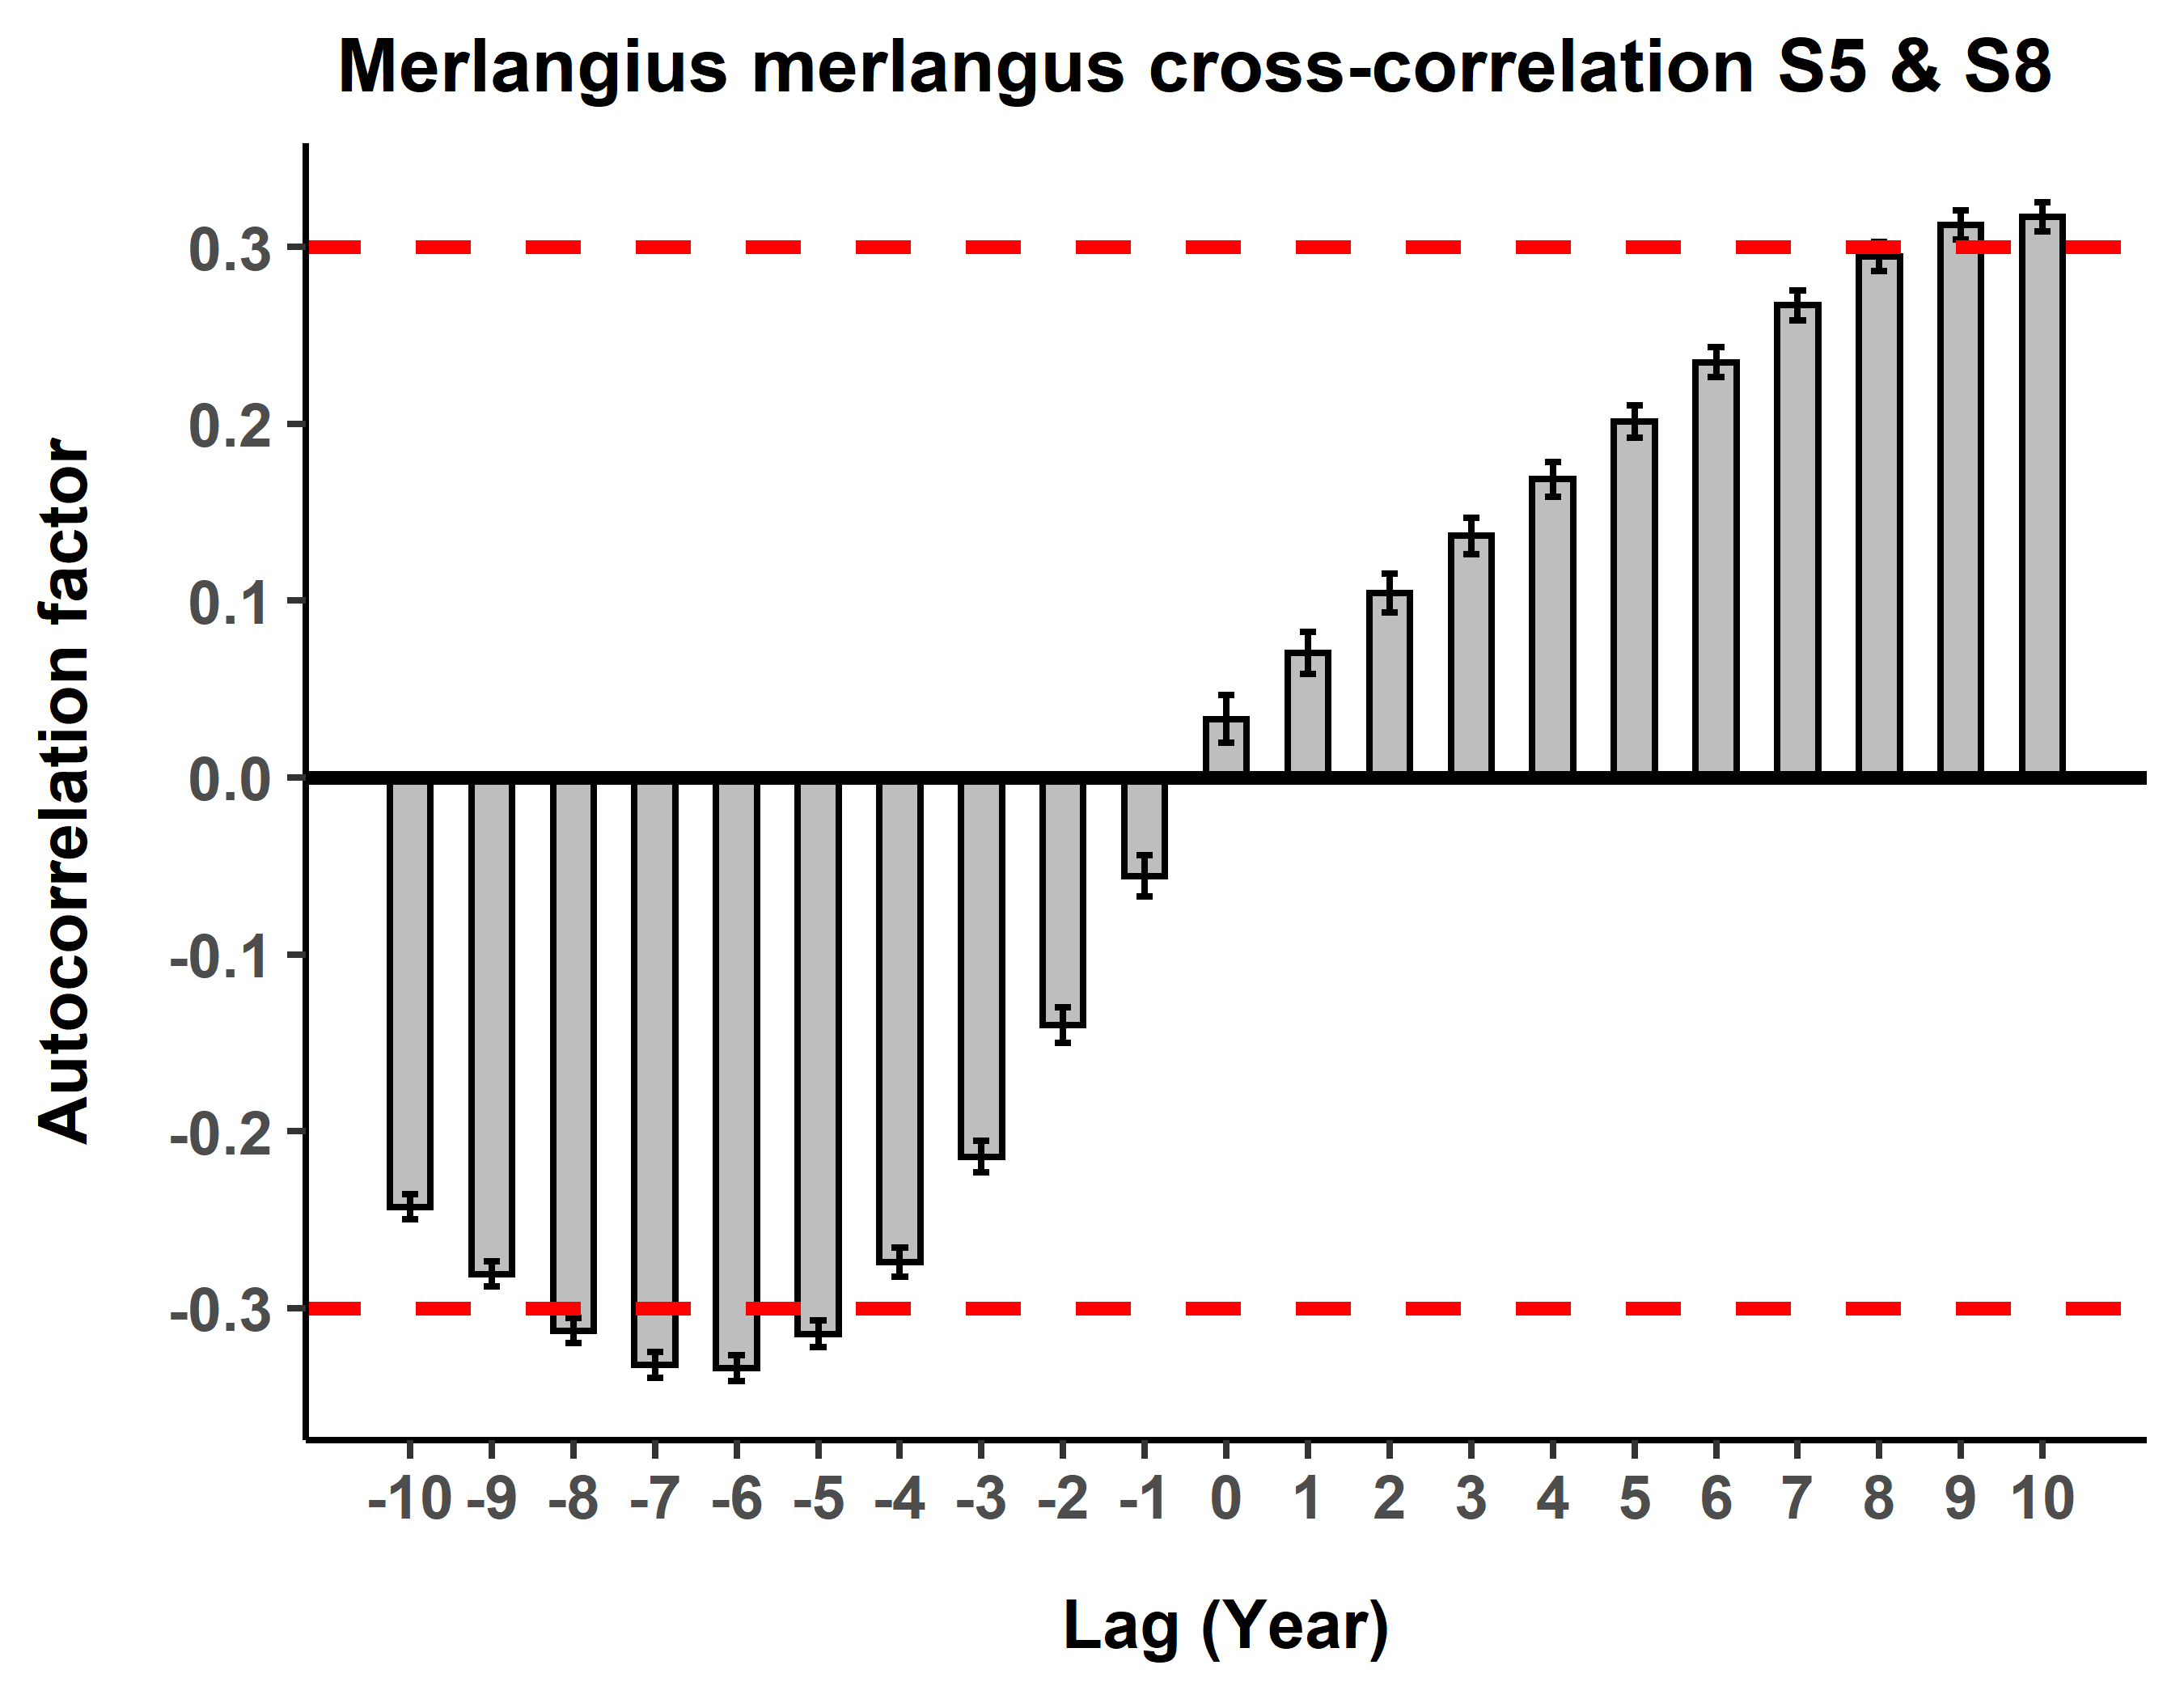 Merlangius merlangus cross-correlation S5 & S8
Autocorrelation factor
0.3
0.2
0.1
0.0
-0.1
-0.2
-0.3
-10 -9 -8 -7 -6 -5 -4 -3 -2 -1 0 1 2 3 4 5 6 7 8 9 10
Lag (Year)